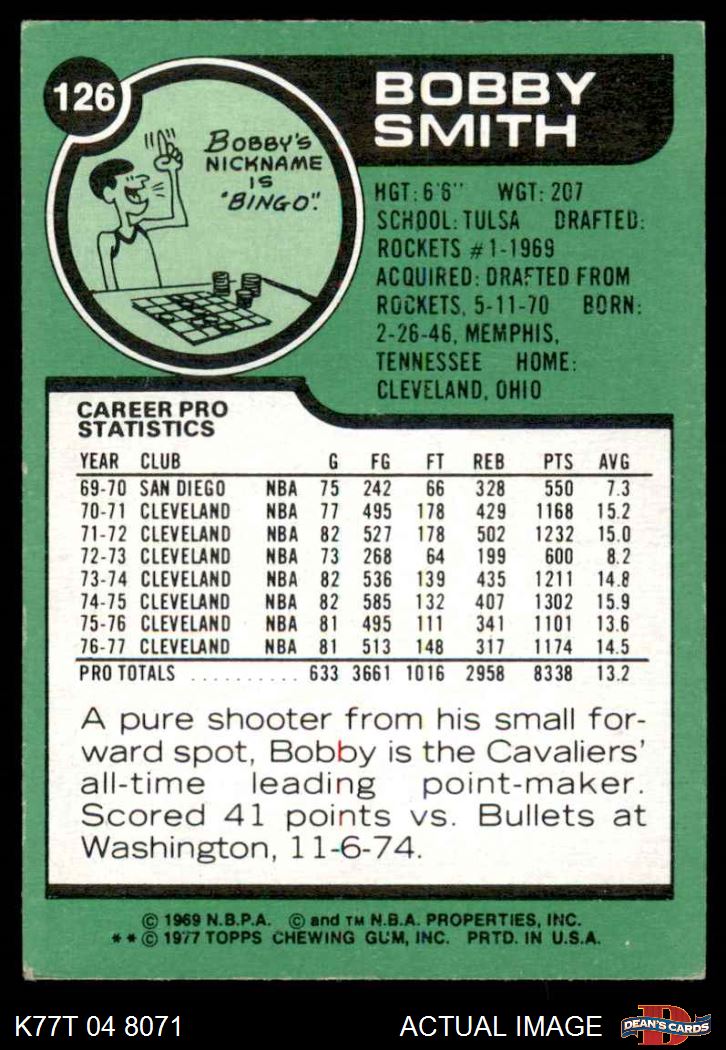 126
BOBBY
SMITH
BOBBY'S
NICKNAME
IS
"BINGO".
HGT: 6'6" WGT: 207
SCHOOL: TULSA DRAFTED:
ROCKETS #1-1969
ACQUIRED: DRAFTED FROM
ROCKETS, 5-11-70 BORN:
2-26-46, MEMPHIS,
TENNESSEE HOME:
CLEVELAND, OHIO
CAREER PRO
STATISTICS
YEAR CLUB G FG FT REB PTS AVG
69-70 SAN DIEGO NBA 75 242 66 328 550 7.3
70-71 CLEVELAND NBA 77 495 178 429 1168 15.2
71-72 CLEVELAND NBA 82 527 178 502 1232 15.0
72-73 CLEVELAND NBA 73 268 64 199 600 8.2
73-74 CLEVELAND NBA 82 536 139 435 1211 14.8
74-75 CLEVELAND NBA 82 585 132 407 1302 15.9
75-76 CLEVELAND NBA 81 495 111 341 1101 13.6
76-77 CLEVELAND NBA 81 513 148 317 1174 14.5
PRO TOTALS .......... 633 3661 1016 2958 8338 13.2
A pure shooter from his small for-
ward spot, Bobby is the Cavaliers'
all-time leading point-maker.
Scored 41 points vs. Bullets at
Washington, 11-6-74.
© 1969 N.B.P.A. © and TM N.B.A. PROPERTIES, INC.
**© 1977 TOPPS CHEWING GUM, INC. PRTD. IN U.S.A.
K77T 04 8071 ACTUAL IMAGE
D
DEAN'S CARDS